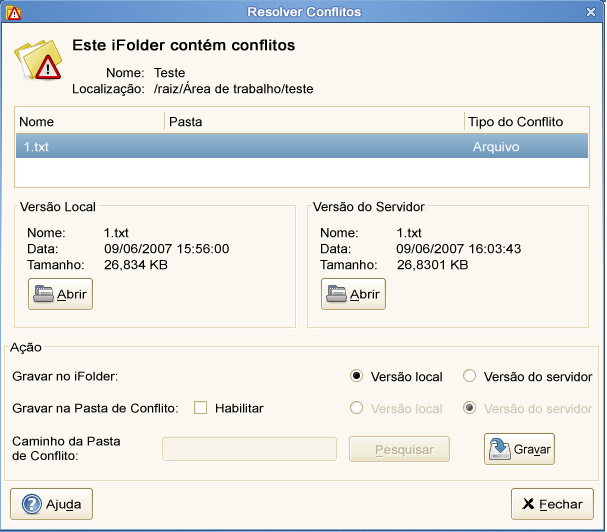 Resolver Conflitos
Este iFolder contém conflitos
Nome: Teste
Localização: /raiz/Área de trabalho/teste
Nome Pasta Tipo do Conflito
1.txt Arquivo
Versão Local Versão do Servidor
Nome: 1.txt Nome: 1.txt
Data: 09/06/2007 15:56:00 Data: 09/06/2007 16:03:43
Tamanho: 26,834 KB Tamanho: 26,8301 KB
Abrir Abrir
Ação
Gravar no iFolder: Versão local Versão do servidor
Gravar na Pasta de Conflito: Habilitar Versão local Versão do servidor
Caminho da Pasta
de Conflito: Pesquisar Gravar
Ajuda Fechar